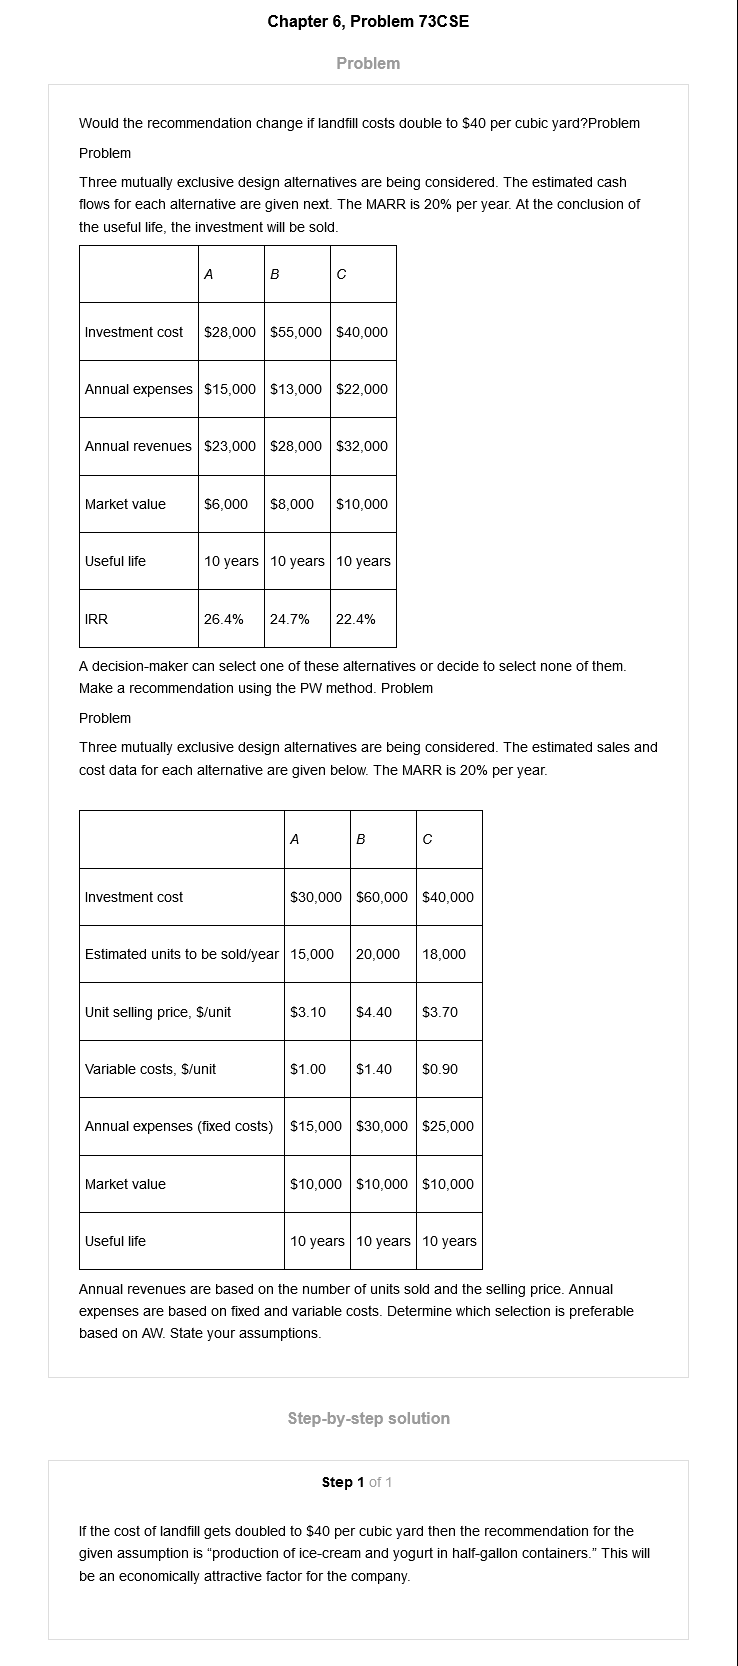 Chapter 6, Problem 73CSE
Problem
Would the recommendation change if landfill costs double to $40 per cubic yard?Problem
Problem
Three mutually exclusive design alternatives are being considered. The estimated cash
flows for each alternative are given next. The MARR is 20% per year. At the conclusion of
the useful life, the investment will be sold.
A B C
Investment cost $28,000 $55,000 $40,000
Annual expenses $15,000 $13,000 $22,000
Annual revenues $23,000 $28,000 $32,000
Market value $6,000 $8,000 $10,000
Useful life 10 years 10 years 10 years
IRR 26.4% 24.7% 22.4%
A decision-maker can select one of these alternatives or decide to select none of them.
Make a recommendation using the PW method. Problem
Problem
Three mutually exclusive design alternatives are being considered. The estimated sales and
cost data for each alternative are given below. The MARR is 20% per year.
A B C
Investment cost $30,000 $60,000 $40,000
Estimated units to be sold/year 15,000 20,000 18,000
Unit selling price, $/unit $3.10 $4.40 $3.70
Variable costs, $/unit $1.00 $1.40 $0.90
Annual expenses (fixed costs) $15,000 $30,000 $25,000
Market value $10,000 $10,000 $10,000
Useful life 10 years 10 years 10 years
Annual revenues are based on the number of units sold and the selling price. Annual
expenses are based on fixed and variable costs. Determine which selection is preferable
based on AW. State your assumptions.
Step-by-step solution
Step 1 of 1
If the cost of landfill gets doubled to $40 per cubic yard then the recommendation for the
given assumption is “production of ice-cream and yogurt in half-gallon containers.” This will
be an economically attractive factor for the company.